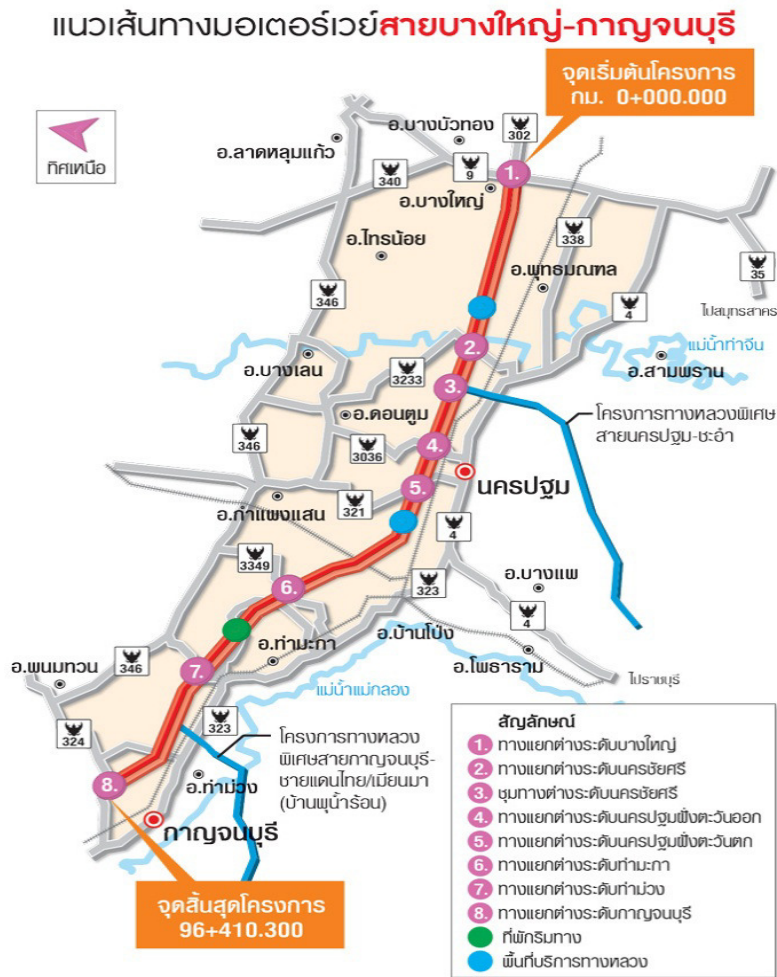 แนวเส้นทางมอเตอร์เวย์สายบางใหญ่-กาญจนบุรี
จุดเริ่มต้นโครงการ
กม. 0+000.000
ทิศเหนือ
อ.บางบัวทอง
302
อ.ลาดหลุมแก้ว
340
9
1.
อ.บางใหญ่
อ.ไทรน้อย
338
อ.พุทธมณฑล
35
346
4
ไปสมุทรสาคร
แม่น้ำท่าจีน
2.
อ.บางเลน
3233
อ.สามพราน
3.
อ.ดอนตูม
โครงการทางหลวงพิเศษ
สายนครปฐม-ชะอำ
346
3036
4.
นครปฐม
5.
อ.กำแพงแสน
321
4
3349
6.
323
อ.บางแพ
4
อ.บ้านโป่ง
อ.ท่ามะกา
อ.โพธาราม
อ.พนมทวน
346
7.
ไปราชบุรี
แม่น้ำแม่กลอง
324
323
โครงการทางหลวง
พิเศษสายกาญจนบุรี-
ชายแดนไทย/เมียนมา
(บ้านพุน้ำร้อน)
8.
อ.ท่าม่วง
กาญจนบุรี
จุดสิ้นสุดโครงการ
96+410.300
สัญลักษณ์
1. ทางแยกต่างระดับบางใหญ่
2. ทางแยกต่างระดับนครชัยศรี
3. ชุมทางต่างระดับนครชัยศรี
4. ทางแยกต่างระดับนครปฐมฝั่งตะวันออก
5. ทางแยกต่างระดับนครปฐมฝั่งตะวันตก
6. ทางแยกต่างระดับท่ามะกา
7. ทางแยกต่างระดับท่าม่วง
8. ทางแยกต่างระดับกาญจนบุรี
ที่พักริมทาง
พื้นที่บริการทางหลวง